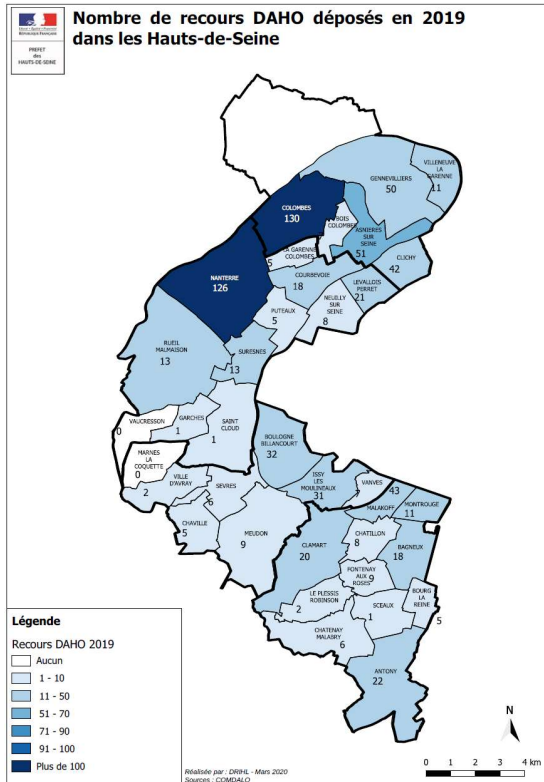 Liberté • Égalité • Fraternité
RÉPUBLIQUE FRANÇAISE
PREFET
des
HAUTS-DE-SEINE
Nombre de recours DAHO déposés en 2019
dans les Hauts-de-Seine
VILLENEUVE
LA
GARENNE
11
GENNEVILLIERS
50
COLOMBES
130
BOIS
COLOMBES
ASNIERES
SUR
SEINE
51
CLICHY
42
LA GARENNE
COLOMBES
5
COURBEVOIE
18
LEVALLOIS
PERRET
21
NANTERRE
126
NEUILLY
SUR
SEINE
8
PUTEAUX
5
RUEIL
MALMAISON
13
SURESNES
13
VAUCRESSON
0
GARCHES
1
SAINT
CLOUD
1
MARNES
LA
COQUETTE
0
BOULOGNE
BILLANCOURT
32
VILLE
D'AVRAY
2
SEVRES
6
ISSY
LES
MOULINEAUX
31
VANVES
7
43
MALAKOFF
MONTROUGE
11
CHAVILLE
5
MEUDON
9
CLAMART
20
CHATILLON
8
BAGNEUX
18
FONTENAY
AUX
ROSES
9
LE PLESSIS
ROBINSON
2
SCEAUX
1
BOURG
LA
REINE
5
CHATENAY
MALABRY
6
ANTONY
22
Légende
Recours DAHO 2019
Aucun
1 - 10
11 - 50
51 - 70
71 - 90
91 - 100
Plus de 100
Réalisée par : DRIHL - Mars 2020
Sources : COMDALO
N
0 1 2 3 4 km